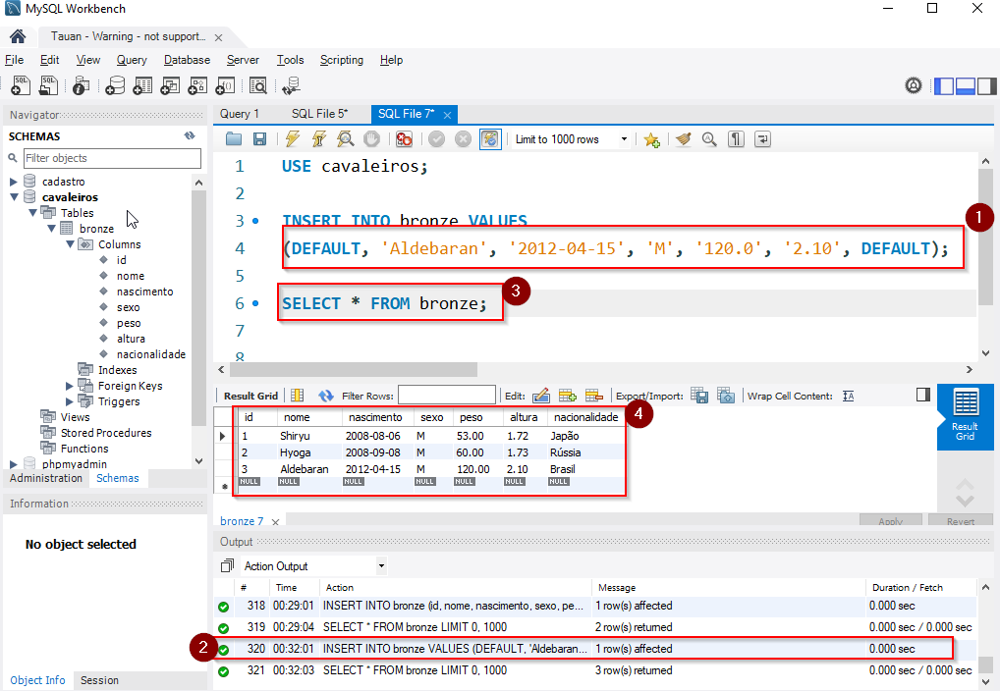 MySQL Workbench
Tauan - Warning - not support...
File Edit View Query Database Server Tools Scripting Help
Navigator
SCHEMAS
Filter objects
cadastro
cavaleiros
Tables
bronze
Columns
id
nome
nascimento
sexo
peso
altura
nacionalidade
Indexes
Foreign Keys
Triggers
Views
Stored Procedures
Functions
phpmyadmin
Administration Schemas
Information
No object selected
Object Info Session
Query 1 SQL File 5* SQL File 7*
Limit to 1000 rows
1 USE cavaleiros;
2
3 INSERT INTO bronze VALUES
1
4 (DEFAULT, 'Aldebaran', '2012-04-15', 'M', '120.0', '2.10', DEFAULT);
5
3
6 SELECT * FROM bronze;
7
8
Result Grid Filter Rows: Edit: Export/Import: Wrap Cell Content: IA
4
id nome nascimento sexo peso altura nacionalidade
1 Shiryu 2008-08-06 M 53.00 1.72 Japão
2 Hyoga 2008-09-08 M 60.00 1.73 Rússia
3 Aldebaran 2012-04-15 M 120.00 2.10 Brasil
NULL NULL NULL NULL NULL NULL NULL
Result
Grid
bronze 7
Apply Revert
Output
Action Output
# Time Action Message Duration / Fetch
318 00:29:01 INSERT INTO bronze (id, nome, nascimento, sexo, pe... 1 row(s) affected 0.000 sec
319 00:29:04 SELECT * FROM bronze LIMIT 0, 1000 2 row(s) returned 0.000 sec / 0.000 sec
2
320 00:32:01 INSERT INTO bronze VALUES (DEFAULT, 'Aldebaran... 1 row(s) affected 0.000 sec
321 00:32:03 SELECT * FROM bronze LIMIT 0, 1000 3 row(s) returned 0.000 sec / 0.000 sec